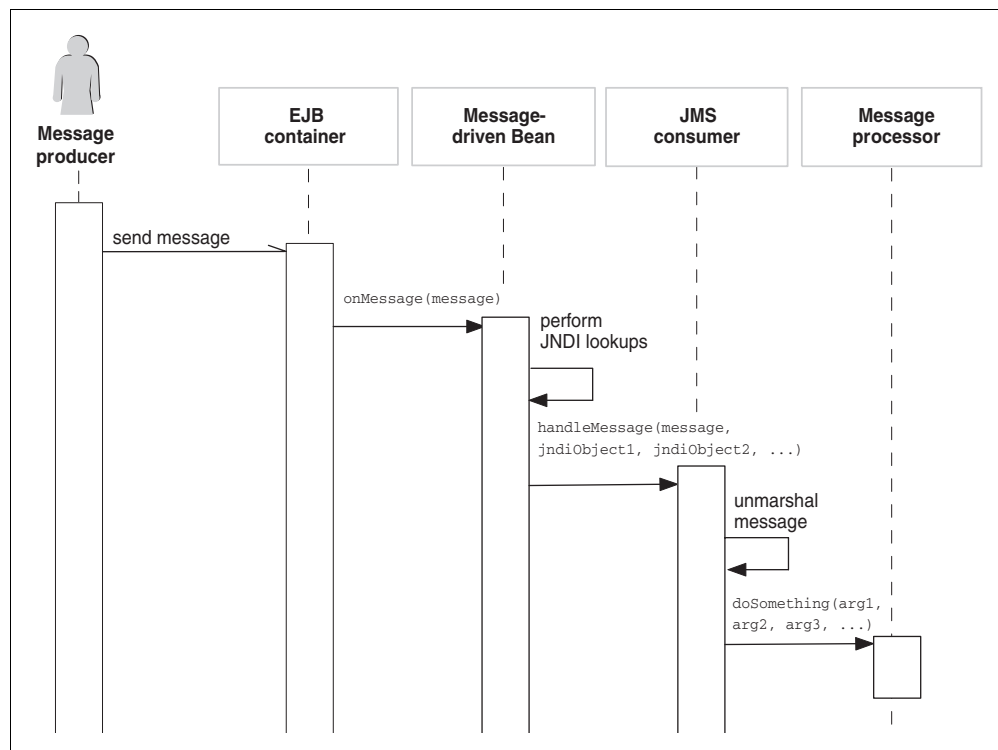 Message
producer
EJB
container
Message-
driven Bean
JMS
consumer
Message
processor
send message
onMessage(message)
perform
JNDI lookups
handleMessage(message,
jndiObject1, jndiObject2, ...)
unmarshal
message
doSomething(arg1,
arg2, arg3, ...)